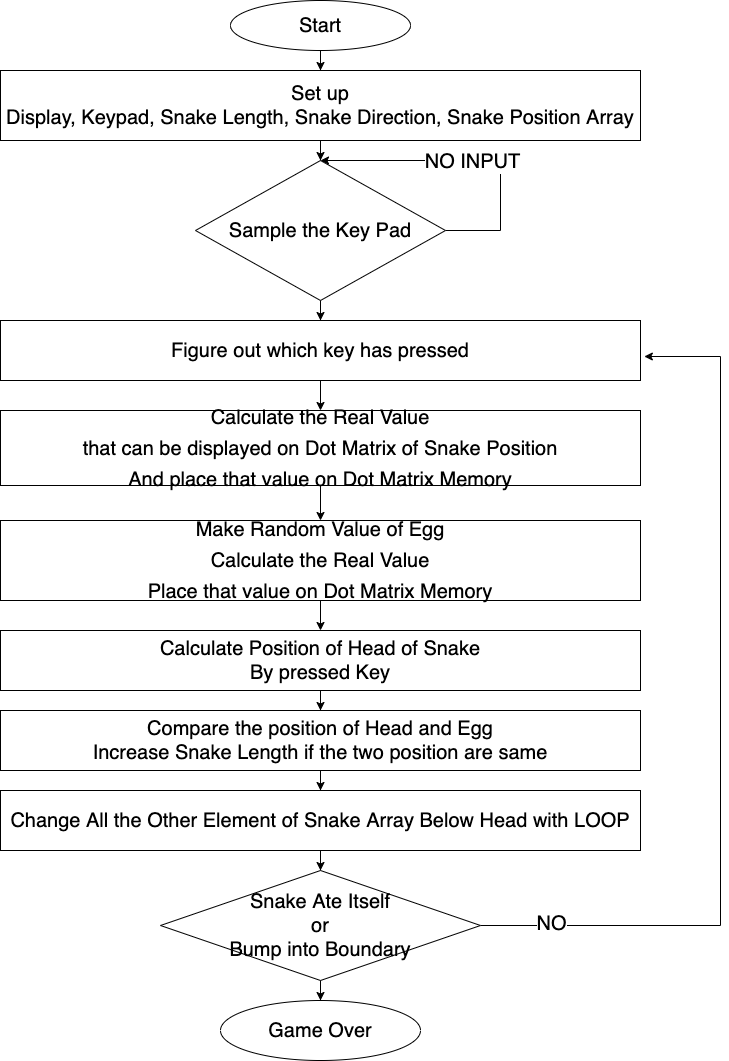 Start
Set up
Display, Keypad, Snake Length, Snake Direction, Snake Position Array
NO INPUT
Sample the Key Pad
Figure out which key has pressed
Calculate the Real Value
that can be displayed on Dot Matrix of Snake Position
And place that value on Dot Matrix Memory
Make Random Value of Egg
Calculate the Real Value
Place that value on Dot Matrix Memory
Calculate Position of Head of Snake
By pressed Key
Compare the position of Head and Egg
Increase Snake Length if the two position are same
Change All the Other Element of Snake Array Below Head with LOOP
Snake Ate Itself
or
Bump into Boundary
NO
Game Over